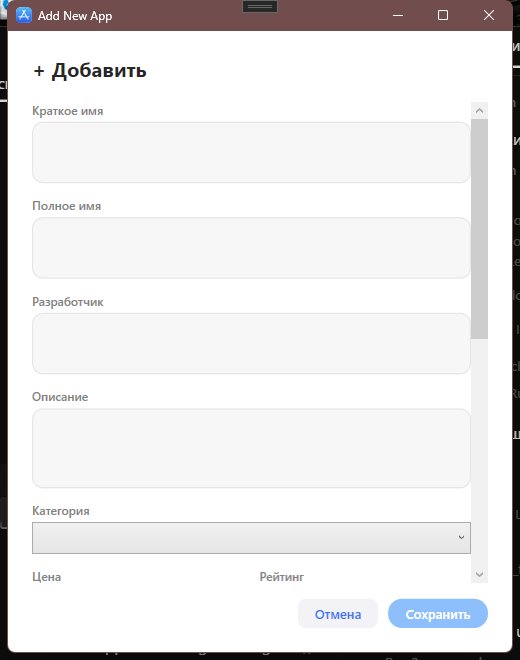 Add New App
+ Добавить
Краткое имя
Полное имя
Разработчик
Описание
Категория
Цена
Рейтинг
Отмена
Сохранить